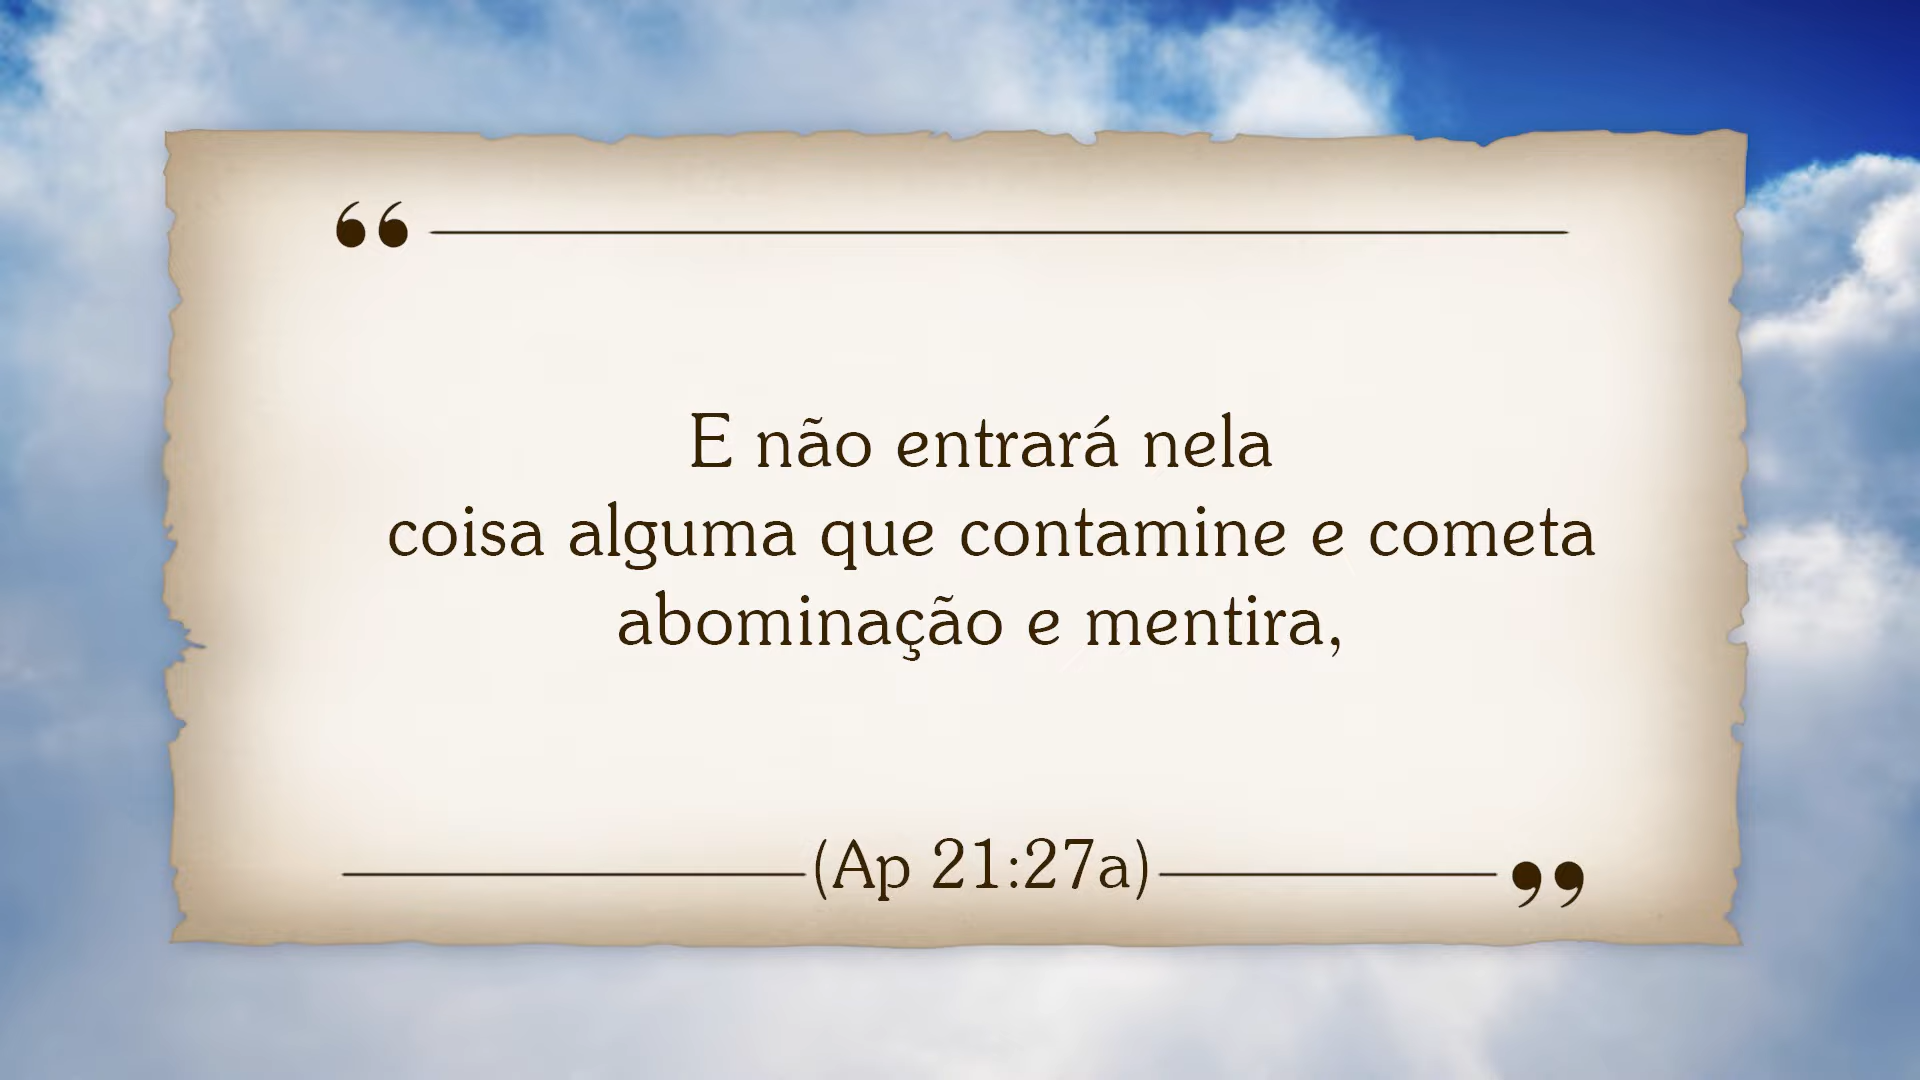 “
E não entrará nela
coisa alguma que contamine e cometa
abominação e mentira,
(Ap 21:27a)
”